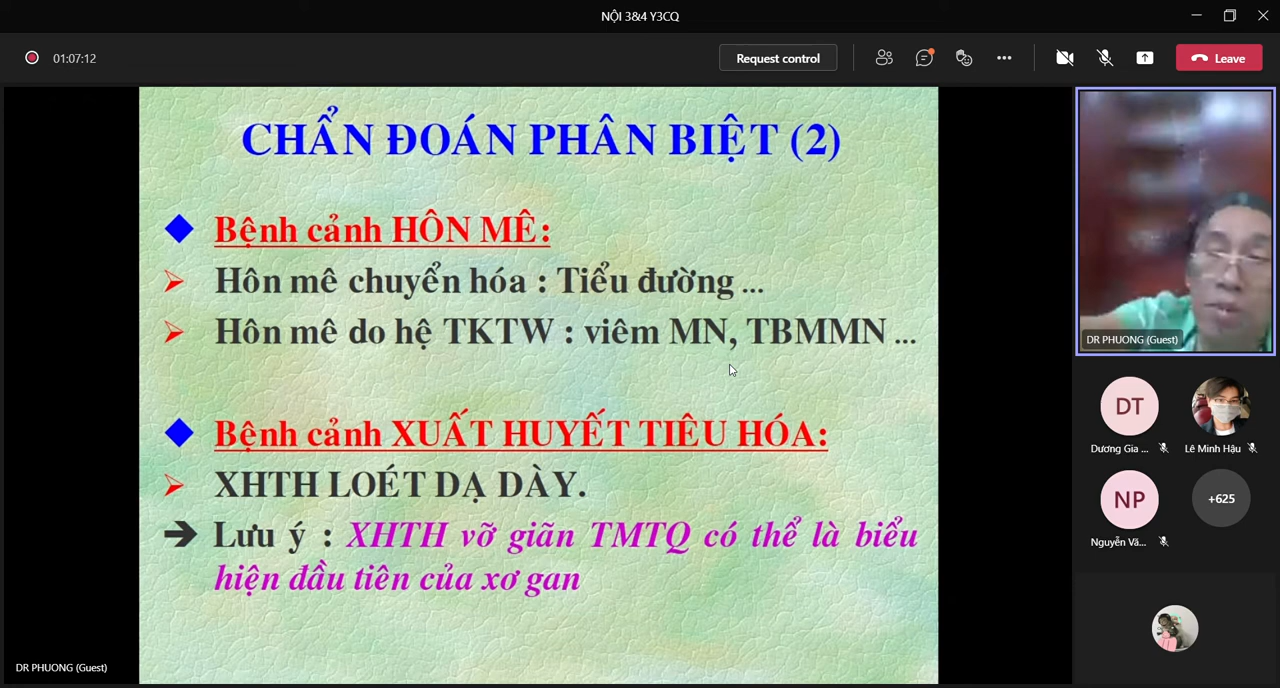 NỘI 3&4 Y3CQ
01:07:12
Request control
Leave
CHẨN ĐOÁN PHÂN BIỆT (2)
Bệnh cảnh HÔN MÊ:
Hôn mê chuyển hóa : Tiểu đường ...
Hôn mê do hệ TKTW : viêm MN, TBMMN ...
Bệnh cảnh XUẤT HUYẾT TIÊU HÓA:
XHTH LOÉT DẠ DÀY.
Lưu ý : XHTH vỡ giãn TMTQ có thể là biểu
hiện đầu tiên của xơ gan
DR PHUONG (Guest)
DR PHUONG (Guest)
DT
Dương Gia ...
Lê Minh Hậu
NP
+625
Nguyễn Vă...